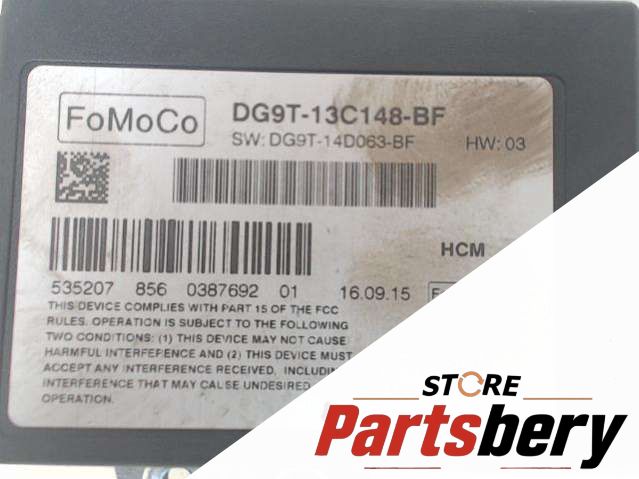 FoMoCo
DG9T-13C148-BF
SW: DG9T-14D063-BF HW: 03
HCM
535207 856 0387692 01 16.09.15
THIS DEVICE COMPLIES WITH PART 15 OF THE FCC
RULES. OPERATION IS SUBJECT TO THE FOLLOWING
TWO CONDITIONS: (1) THIS DEVICE MAY NOT CAUSE
HARMFUL INTERFERENCE AND (2) THIS DEVICE MUST
ACCEPT ANY INTERFERENCE RECEIVED, INCLUDING
INTERFERENCE THAT MAY CAUSE UNDESIRED
OPERATION.
STORE
Partsbery